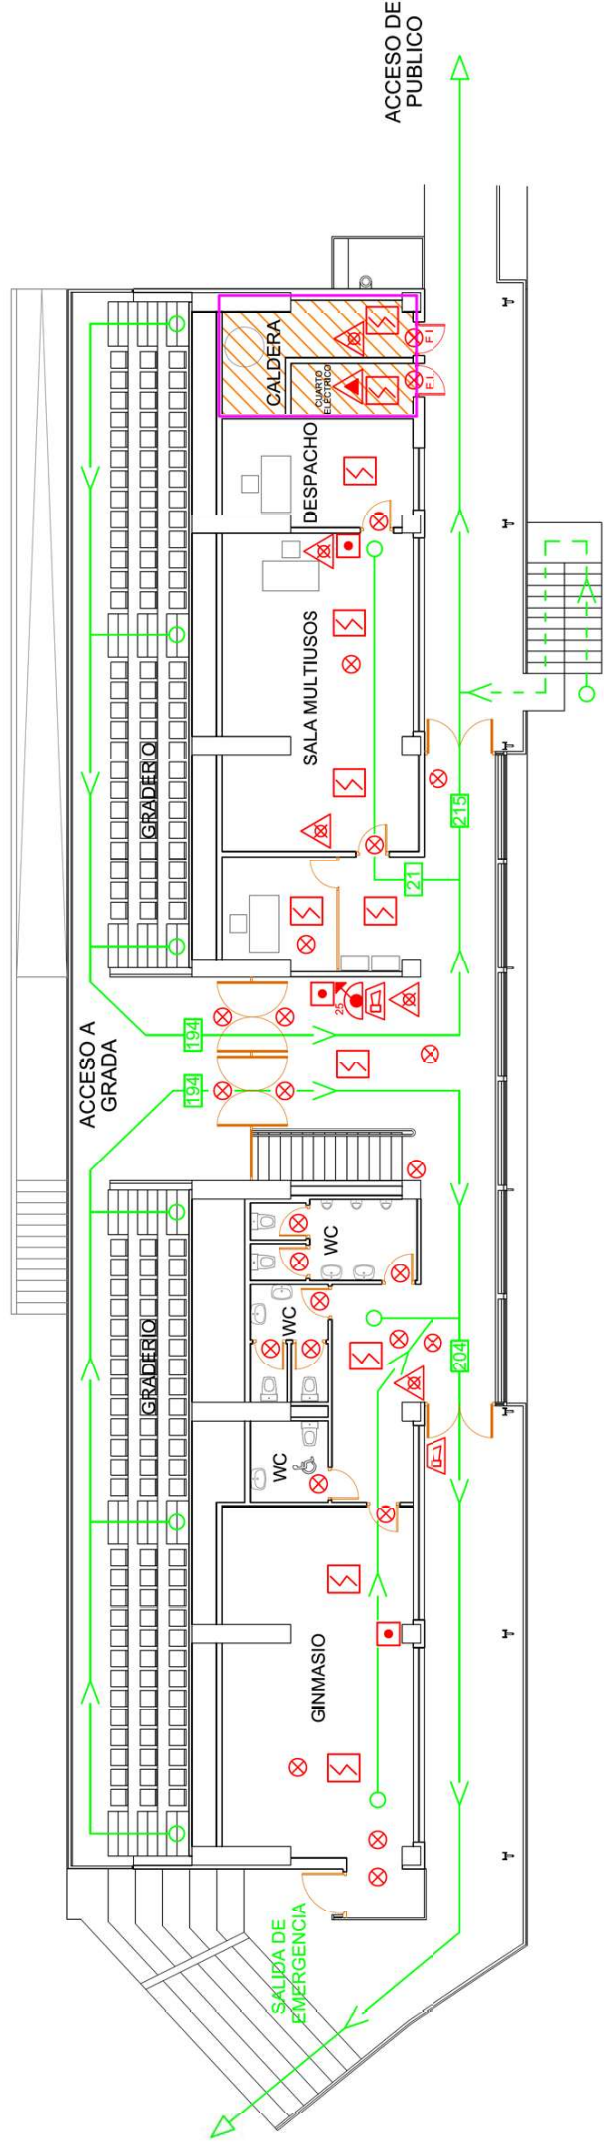 ACCESO DE
PUBLICO
CALDERA
CUARTO
ELECTRICO
F.I.
F.I.
DESPACHO
SALA MULTIUSOS
GRADERIO
215
21
25
194
194
ACCESO A
GRADA
WC
WC
204
GRADERIO
WC
GINMASIO
SALIDA DE
EMERGENCIA